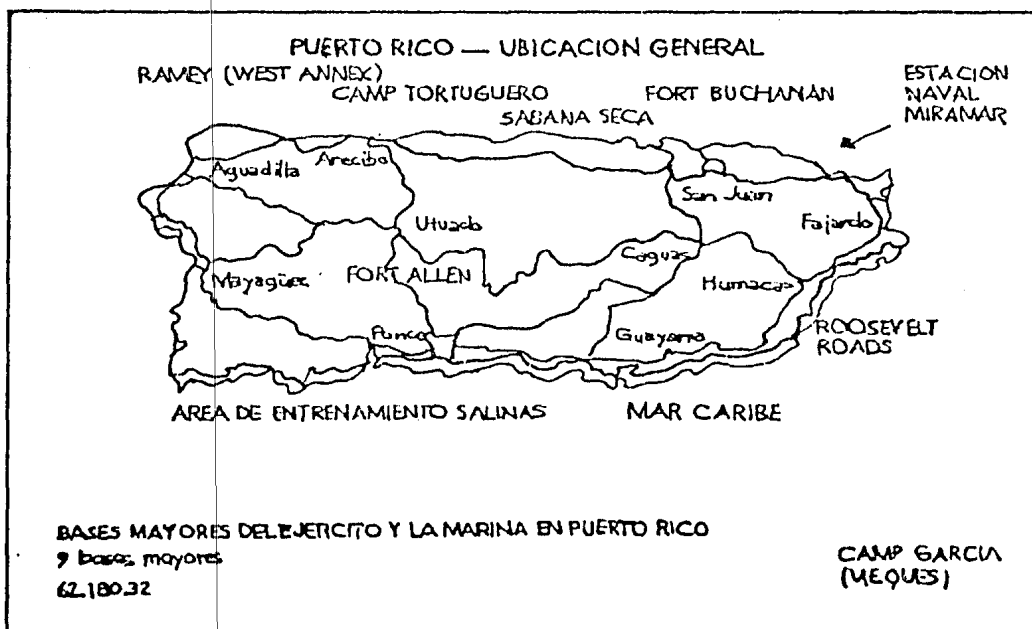 PUERTO RICO — UBICACION GENERAL
RAMEY (WEST ANNEX)
CAMP TORTUGUERO
FORT BUCHANAN
SABANA SECA
ESTACION
NAVAL
MIRAMAR
Aguadilla
Arecibo
San Juan
Utuado
Fajardo
Caguas
Mayagüez
FORT ALLEN
Humacao
Ponce
Guayama
ROOSEVELT
ROADS
AREA DE ENTRENAMIENTO SALINAS
MAR CARIBE
BASES MAYORES DEL EJERCITO Y LA MARINA EN PUERTO RICO
9 bases mayores
62.180.32
CAMP GARCIA
(VIEQUES)